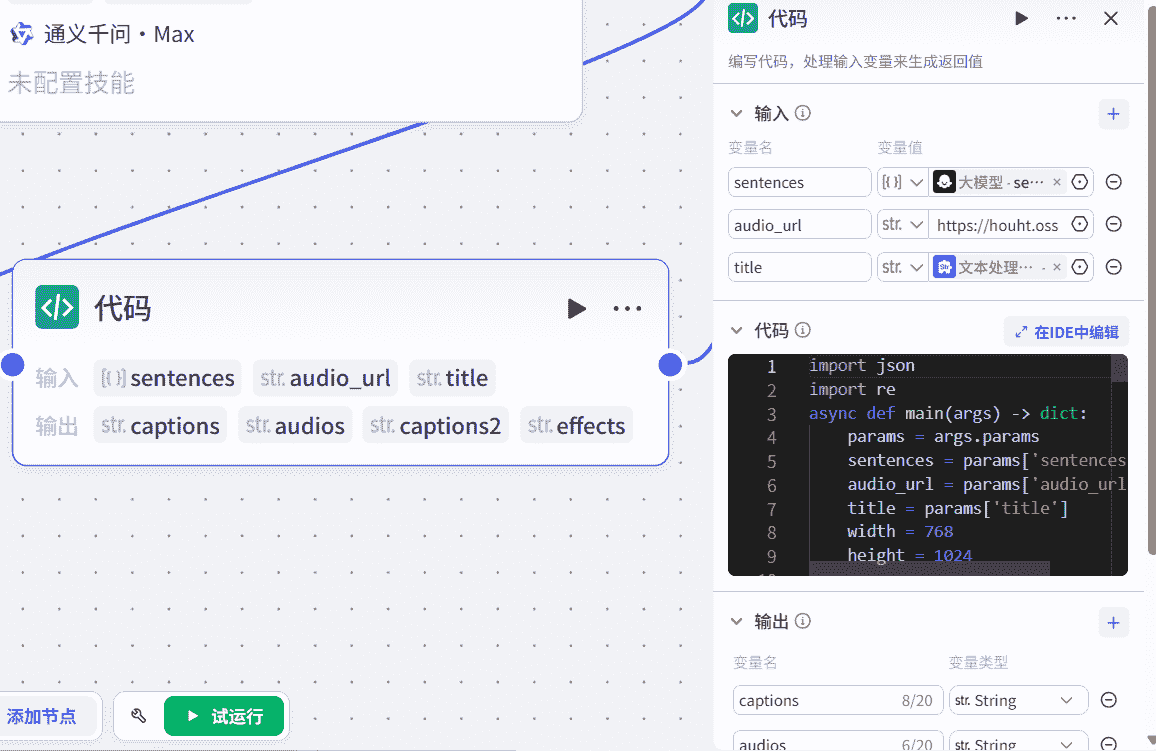 通义千问・Max
未配置技能
代码
输入 [{}] sentences str. audio_url str. title
输出 str. captions str. audios str. captions2 str. effects
添加节点
试运行
代码
编写代码，处理输入变量来生成返回值
输入
变量名 变量值
sentences [{}] 大模型 - se···
audio_url str. https://houht.oss
title str. 文本处理··· -
代码 在IDE中编辑
1 import json
2 import re
3 async def main(args) -> dict:
4 params = args.params
5 sentences = params['sentences
6 audio_url = params['audio_url
7 title = params['title']
8 width = 768
9 height = 1024
输出
变量名 变量类型
captions 8/20 str. String
audios 6/20 str. String